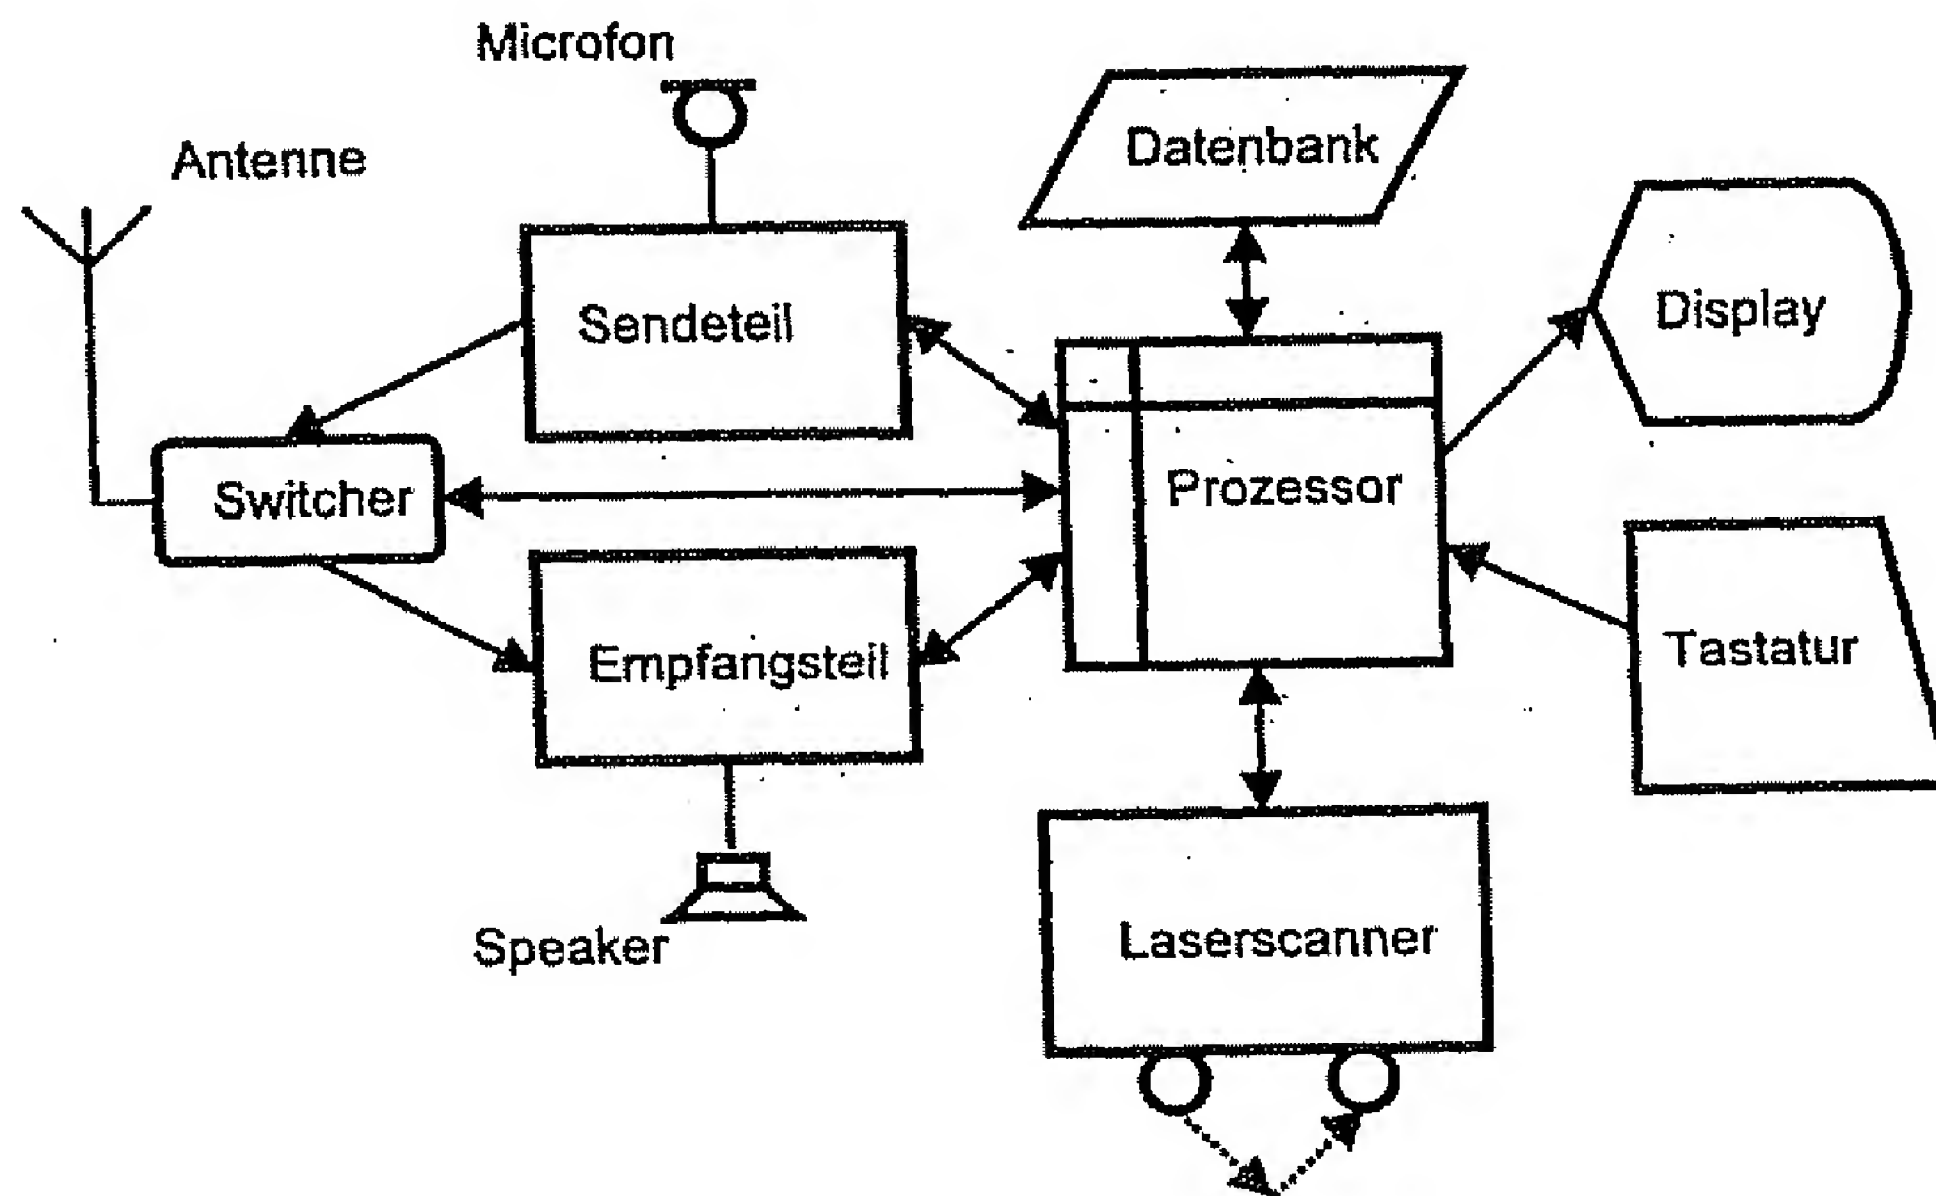 Microfon
Antenne
Datenbank
Sendeteil
Display
Switcher
Prozessor
Empfangsteil
Tastatur
Speaker
Laserscanner